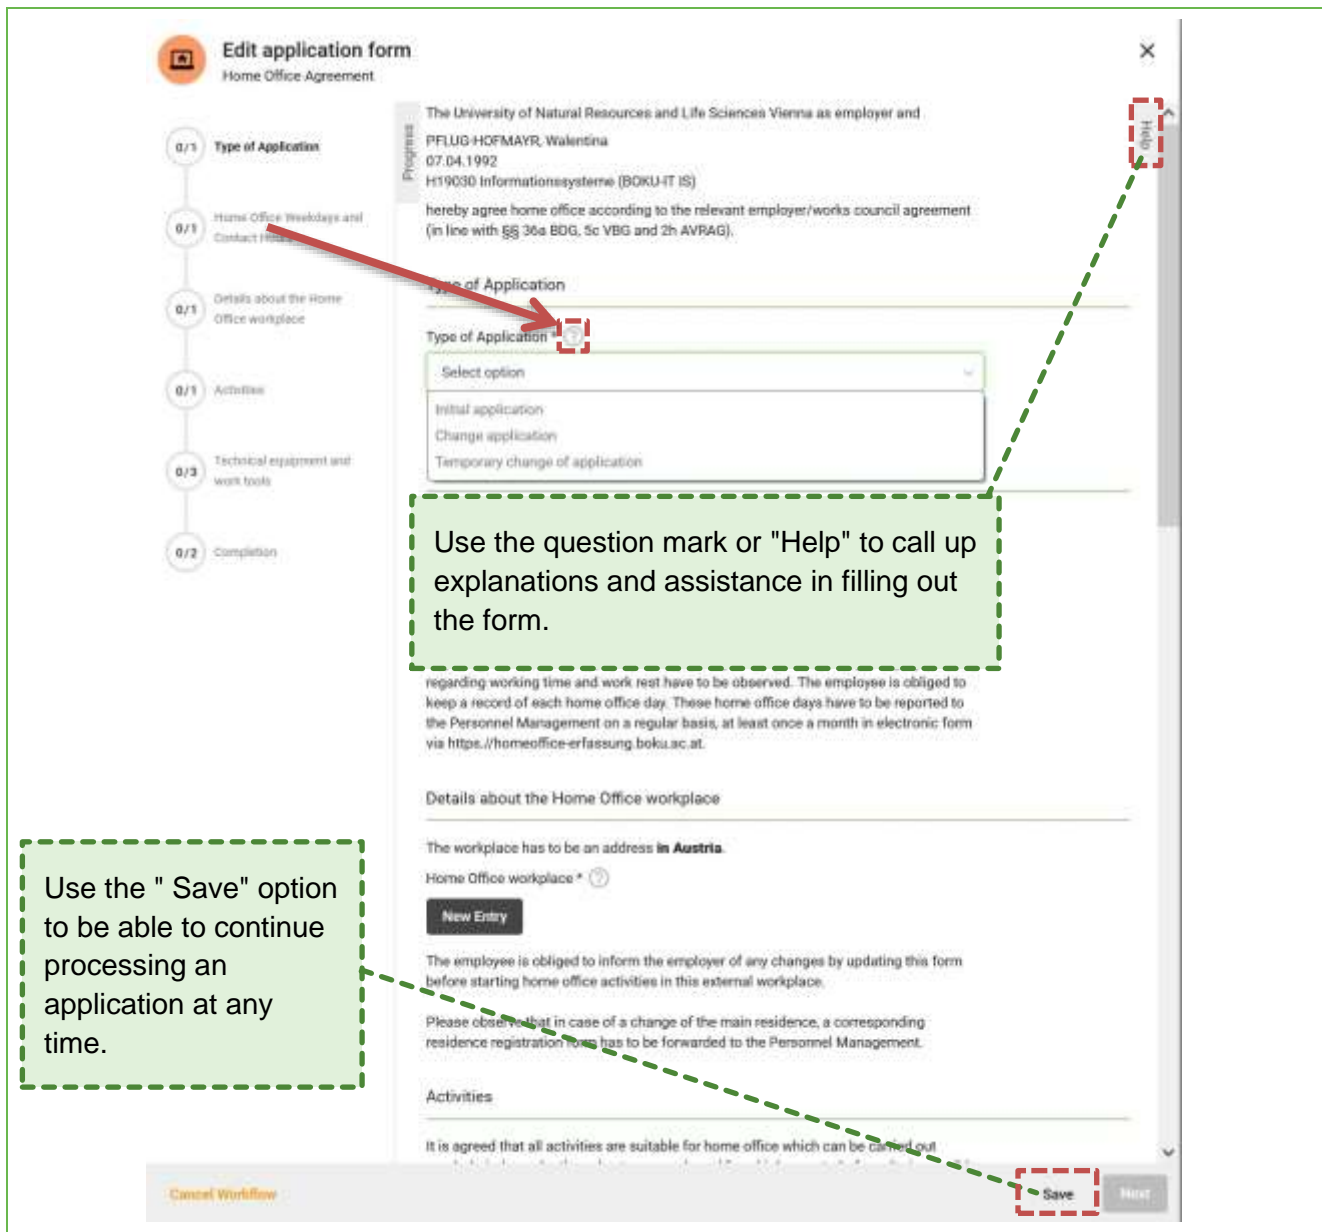 Edit application form
Home Office Agreement
Progress
Help
0/1 Type of Application
0/1 Home Office Weekdays and
Contact
0/1 Details about the Home
Office workplace
0/1 Activities
0/3 Technical equipment and
work tools
0/2 Completion
The University of Natural Resources and Life Sciences Vienna as employer and
PFLUG-HOFMAYR, Walentina
07.04.1992
H19030 Informationssysteme (BOKU-IT IS)
hereby agree home office according to the relevant employer/works council agreement
(in line with §§ 36a BDG, 5c VBG and 2h AVRAG).
Type of Application
Type of Application * ?
Select option
Initial application
Change application
Temporary change of application
Use the question mark or "Help" to call up
explanations and assistance in filling out
the form.
regarding working time and work rest have to be observed. The employee is obliged to
keep a record of each home office day. These home office days have to be reported to
the Personnel Management on a regular basis, at least once a month in electronic form
via https://homeoffice-erfassung.boku.ac.at.
Details about the Home Office workplace
The workplace has to be an address in Austria.
Home Office workplace * ?
New Entry
The employee is obliged to inform the employer of any changes by updating this form
before starting home office activities in this external workplace.
Please observe that in case of a change of the main residence, a corresponding
residence registration form has to be forwarded to the Personnel Management.
Use the " Save" option
to be able to continue
processing an
application at any
time.
Activities
It is agreed that all activities are suitable for home office which can be carried out
Cancel Workflow
Save
Next